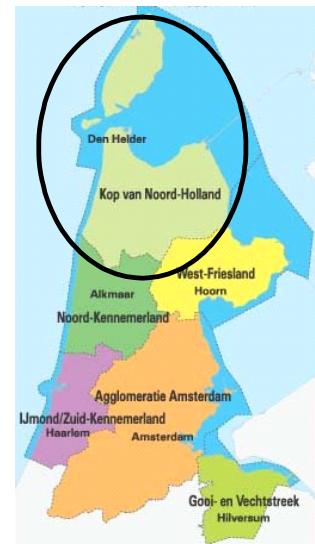 Den Helder
Kop van Noord-Holland
West-Friesland
Hoorn
Alkmaar
Noord-Kennemerland
Agglomeratie Amsterdam
IJmond/Zuid-Kennemerland
Haarlem
Amsterdam
Gooi- en Vechtstreek
Hilversum